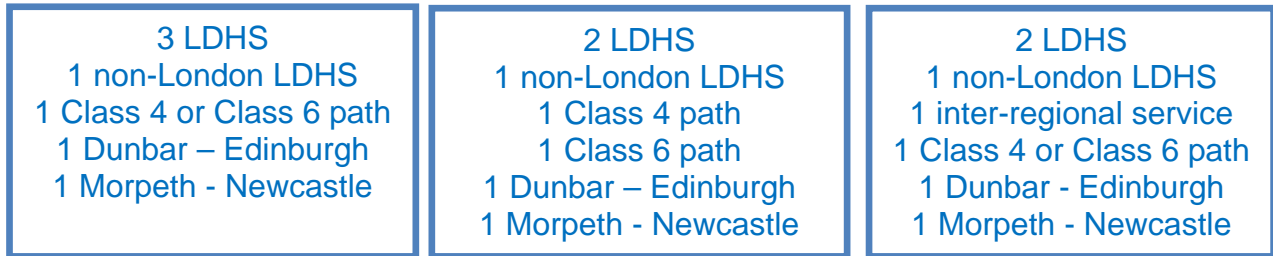 3 LDHS
1 non-London LDHS
1 Class 4 or Class 6 path
1 Dunbar – Edinburgh
1 Morpeth - Newcastle
2 LDHS
1 non-London LDHS
1 Class 4 path
1 Class 6 path
1 Dunbar – Edinburgh
1 Morpeth - Newcastle
2 LDHS
1 non-London LDHS
1 inter-regional service
1 Class 4 or Class 6 path
1 Dunbar - Edinburgh
1 Morpeth - Newcastle